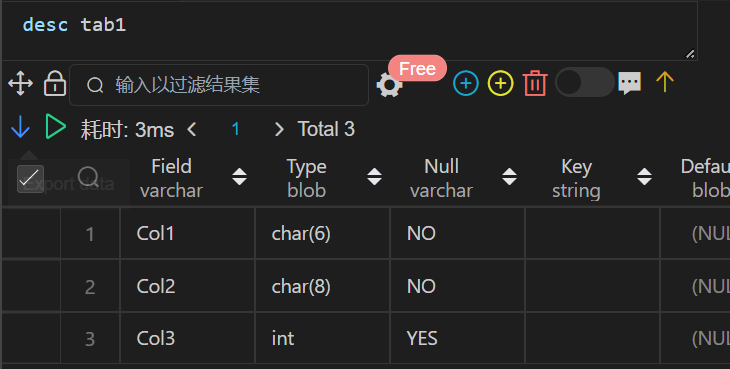 desc tab1
输入以过滤结果集
Free
耗时: 3ms 1 Total 3
Export data
Field Type Null Key Defau
varchar blob varchar string blob
1 Col1 char(6) NO (NUL
2 Col2 char(8) NO (NUL
3 Col3 int YES (NUL